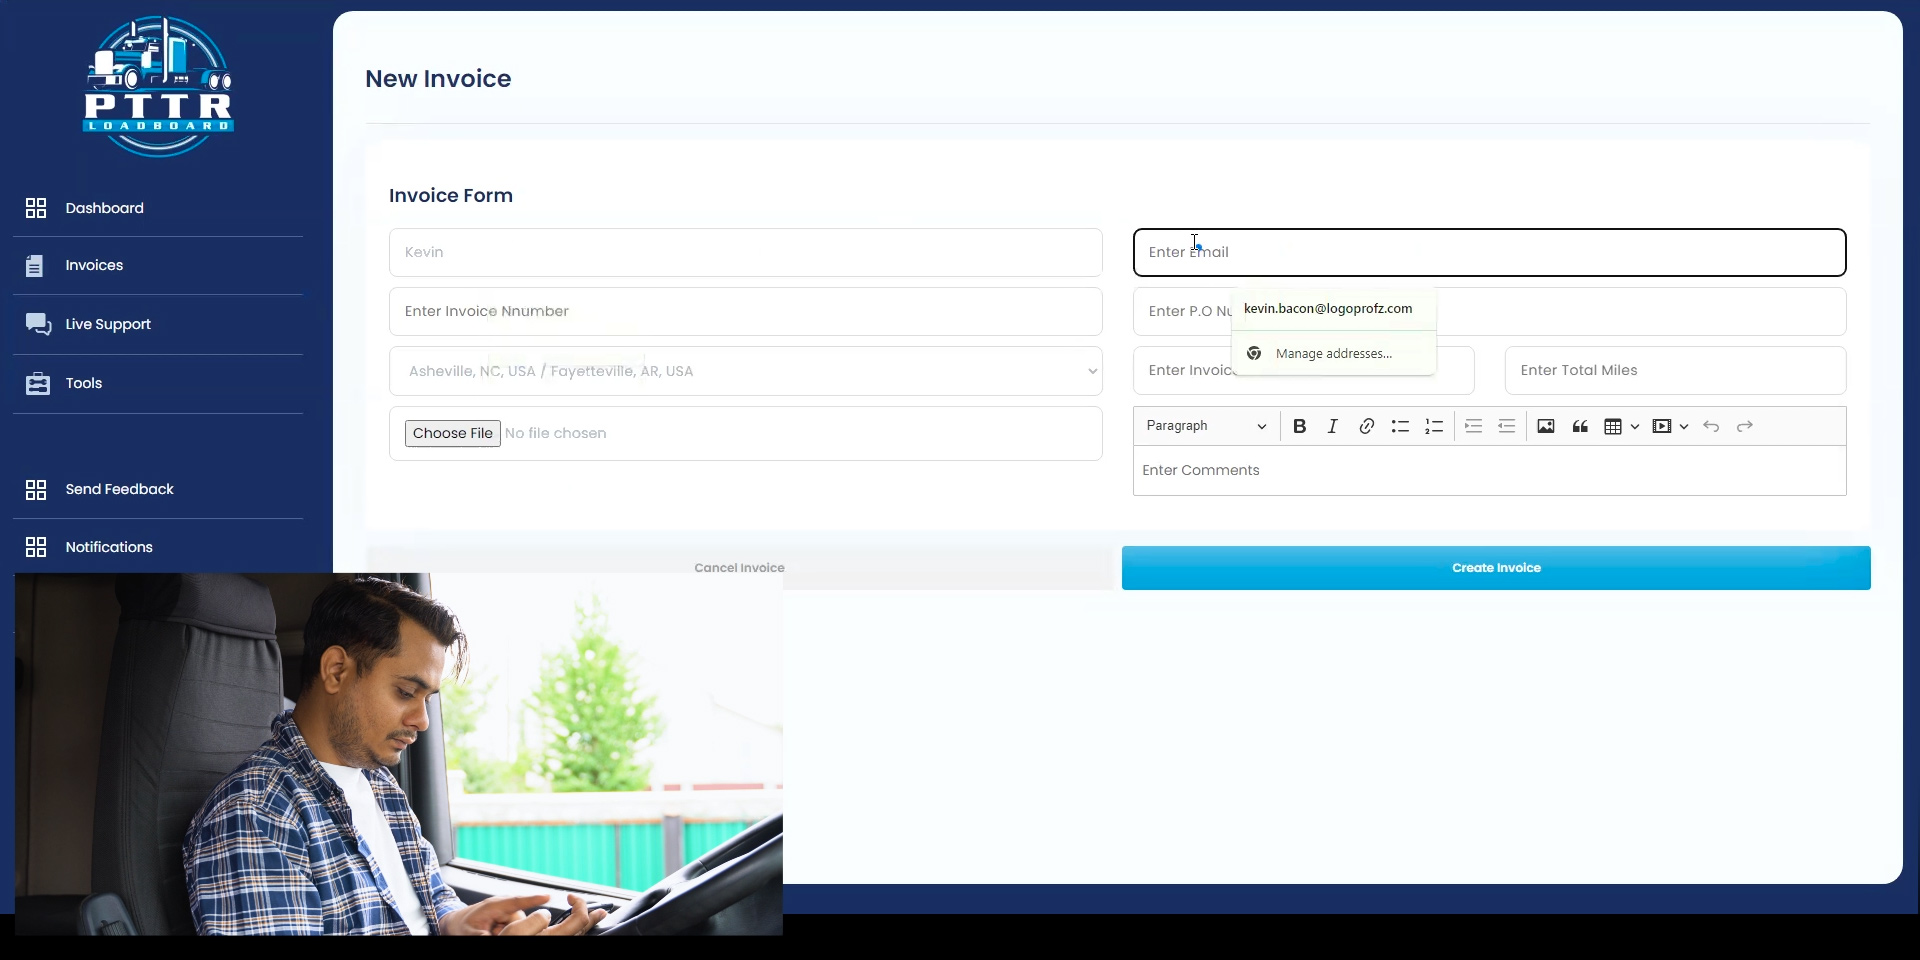 PTTR
LOADBOARD
Dashboard
Invoices
Live Support
Tools
Send Feedback
Notifications
New Invoice
Invoice Form
Kevin
Enter Email
Enter Invoice Nnumber
Enter P.O
kevin.bacon@logoprofz.com
Manage addresses...
Asheville, NC, USA / Fayetteville, AR, USA
Enter
Enter Total Miles
Choose File No file chosen
Paragraph
Enter Comments
Cancel Invoice
Create Invoice